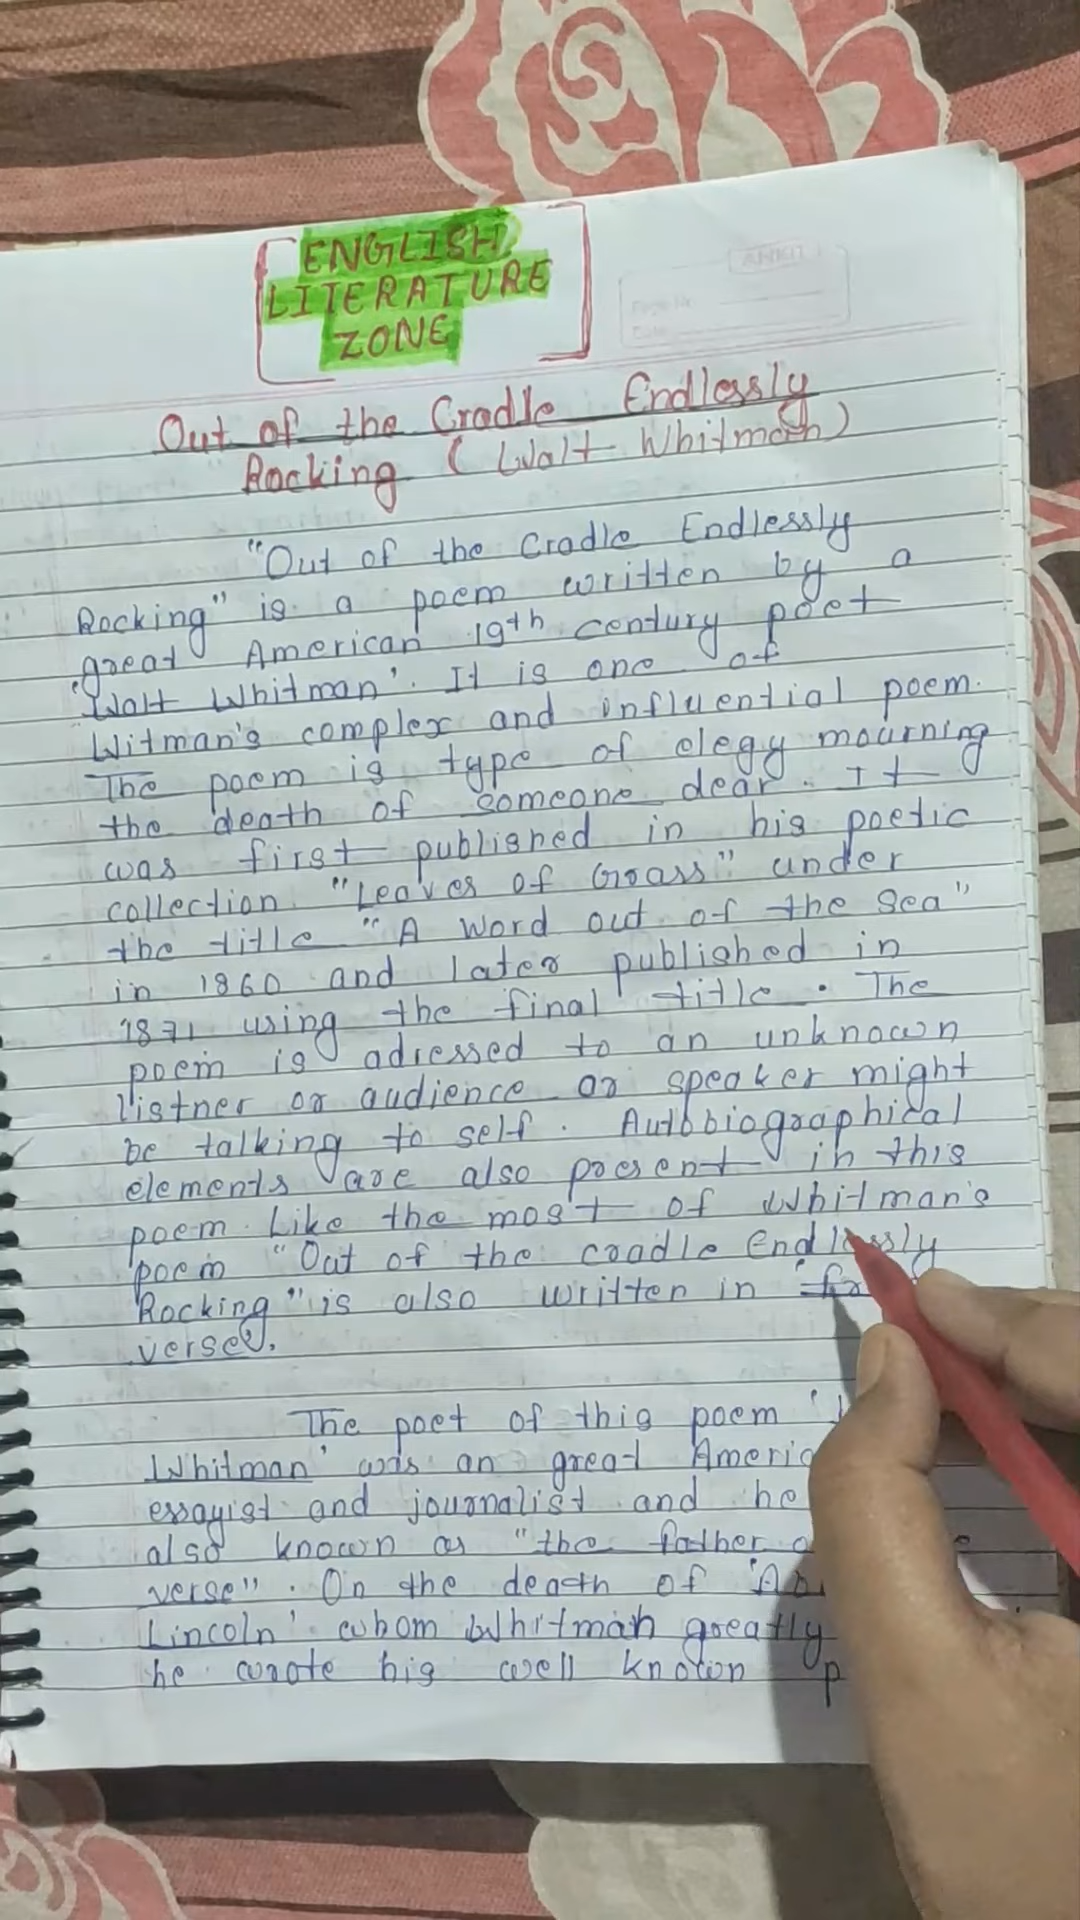 ENGLISH
LITERATURE
ZONE
Out of the Cradle Endlessly
Rocking (Walt Whitman)
"Out of the Cradle Endlessly
Rocking" is a poem written by a
great American 19th century poet
'Walt Whitman'. It is one of
Witman's complex and influential poem.
The poem is type of elegy mourning
the death of someone dear. It
was first published in his poetic
collection "Leaves of Grass" under
the title "A word out of the Sea"
in 1860 and later published in
1871 using the final title. The
poem is adressed to an unknown
listner or audience or speaker might
be talking to self. Autobiographical
elements are also present in this
poem. Like the most of Whitman's
poem "Out of the cradle Endlessly
Rocking" is also written in
verse'.
The poet of this poem
Whitman' was an great
essayist and journalist and he
also known as "the father
verse". On the death of
Lincoln' whom Whitman greatly
he wrote his well known